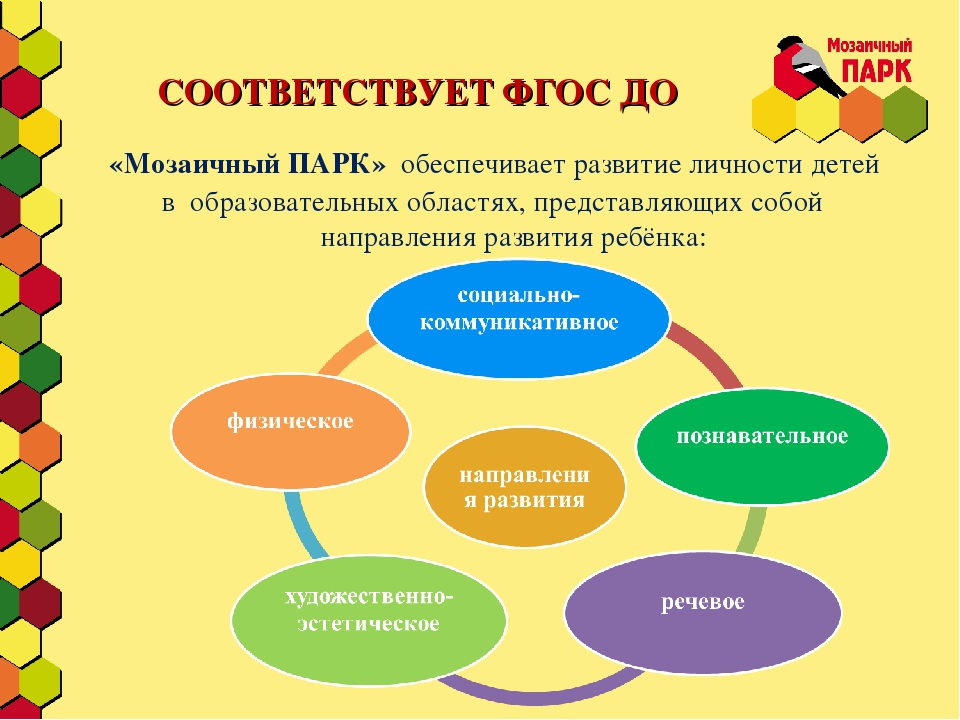 Мозаичный
ПАРК
СООТВЕТСТВУЕТ ФГОС ДО
«Мозаичный ПАРК» обеспечивает развитие личности детей
в образовательных областях, представляющих собой
направления развития ребёнка:
социально-
коммуникативное
физическое
познавательное
направлени
я развития
художественно-
эстетическое
речевое